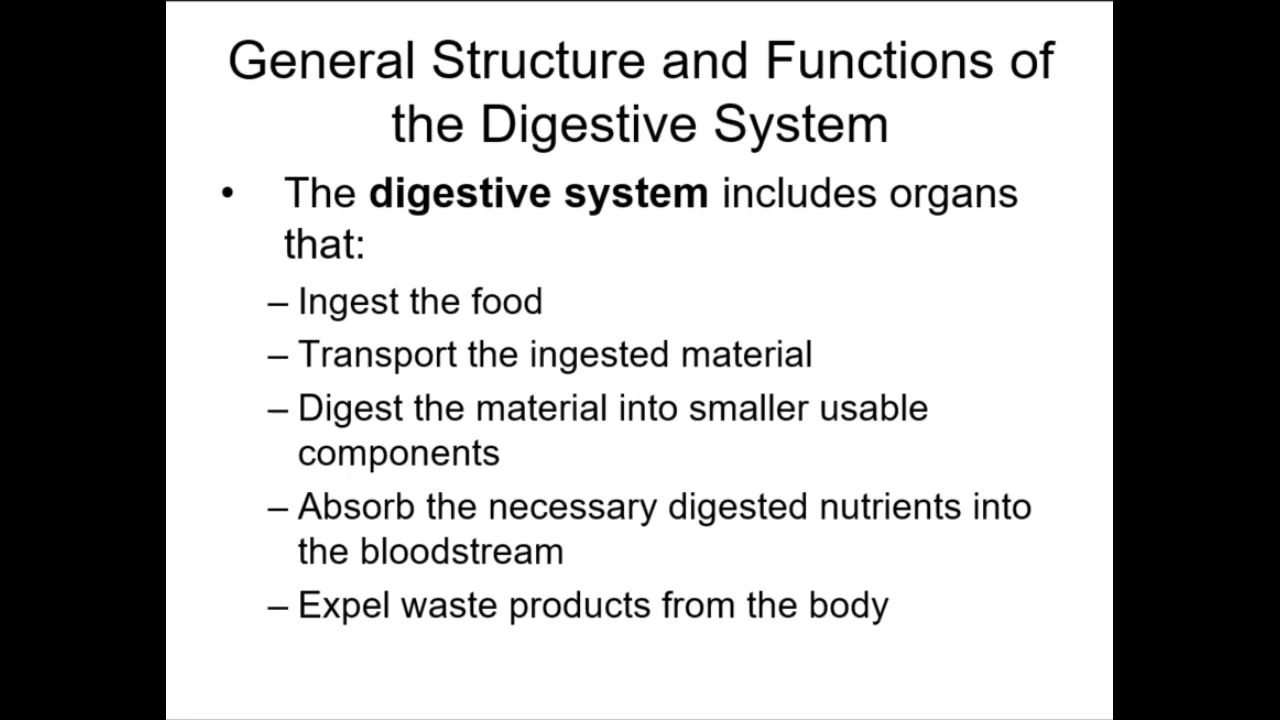 General Structure and Functions of
the Digestive System
• The digestive system includes organs
that:
– Ingest the food
– Transport the ingested material
– Digest the material into smaller usable
components
– Absorb the necessary digested nutrients into
the bloodstream
– Expel waste products from the body